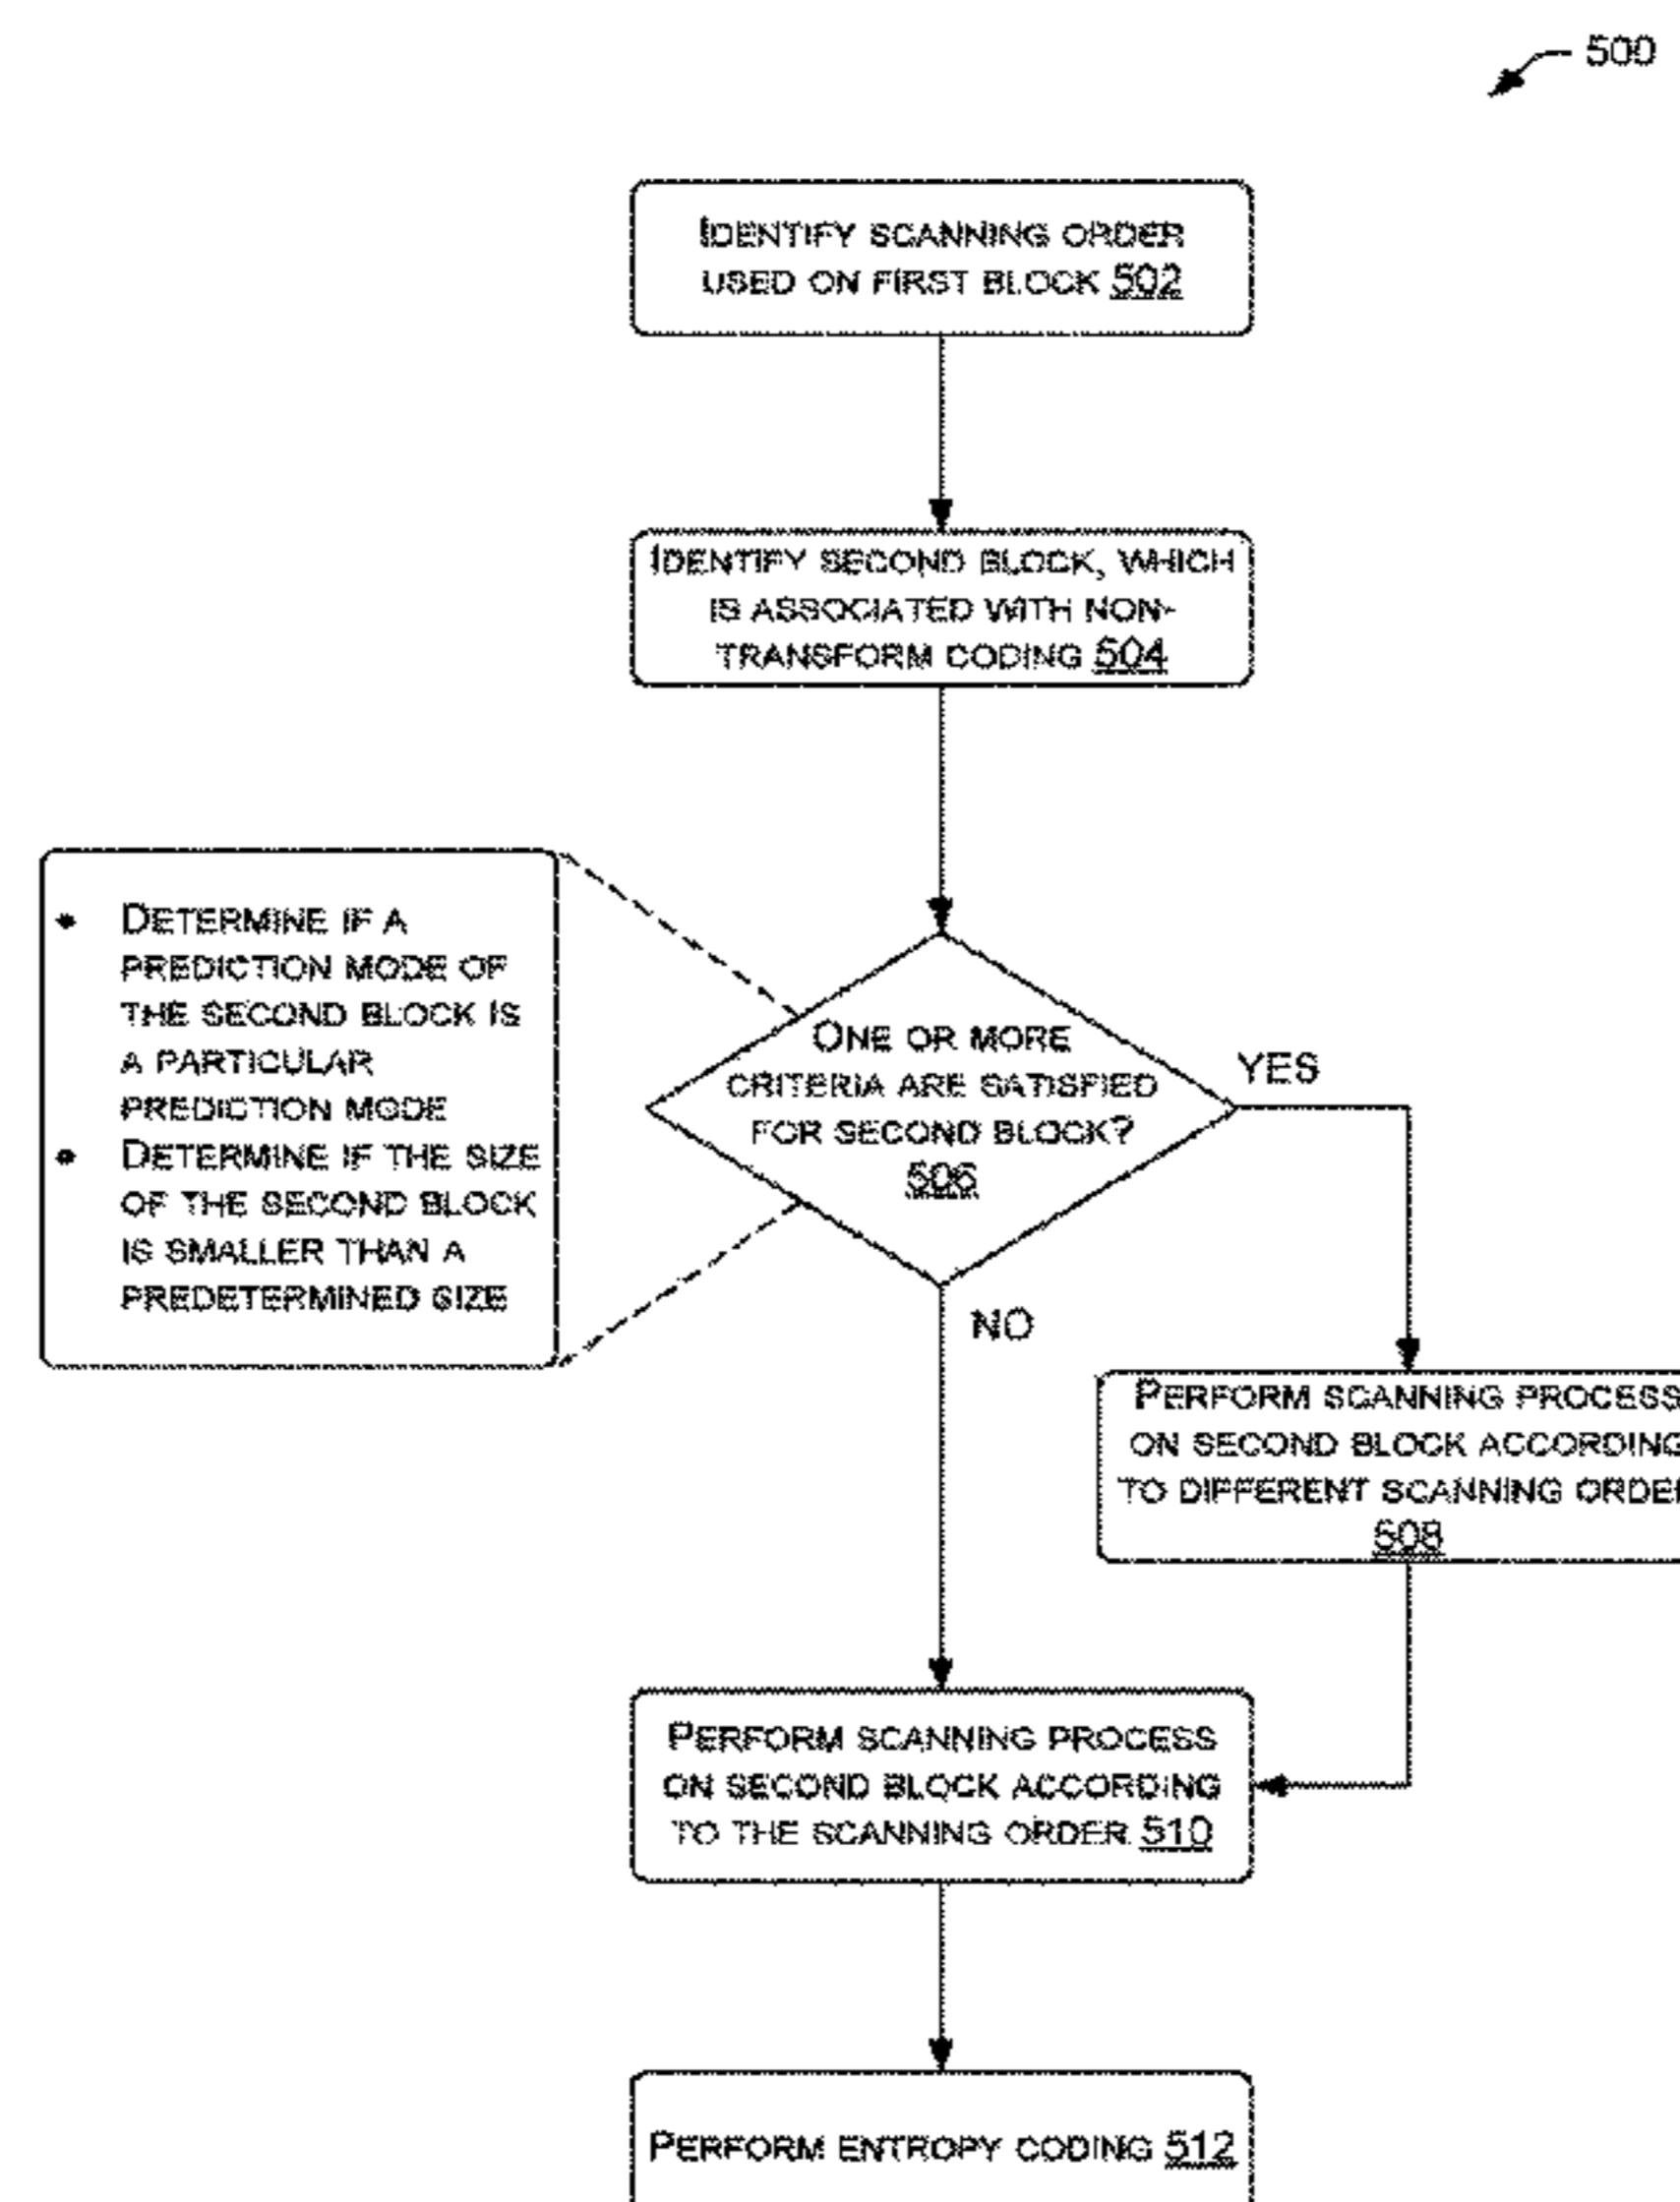 500
IDENTIFY SCANNING ORDER
USED ON FIRST BLOCK 502
IDENTIFY SECOND BLOCK, WHICH
IS ASSOCIATED WITH NON-
TRANSFORM CODING 504
• DETERMINE IF A
PREDICTION MODE OF
THE SECOND BLOCK IS
A PARTICULAR
PREDICTION MODE
• DETERMINE IF THE SIZE
OF THE SECOND BLOCK
IS SMALLER THAN A
PREDETERMINED SIZE
ONE OR MORE
CRITERIA ARE SATISFIED
FOR SECOND BLOCK?
506
YES
NO
PERFORM SCANNING PROCESS
ON SECOND BLOCK ACCORDING
TO DIFFERENT SCANNING ORDER
508
PERFORM SCANNING PROCESS
ON SECOND BLOCK ACCORDING
TO THE SCANNING ORDER 510
PERFORM ENTROPY CODING 512